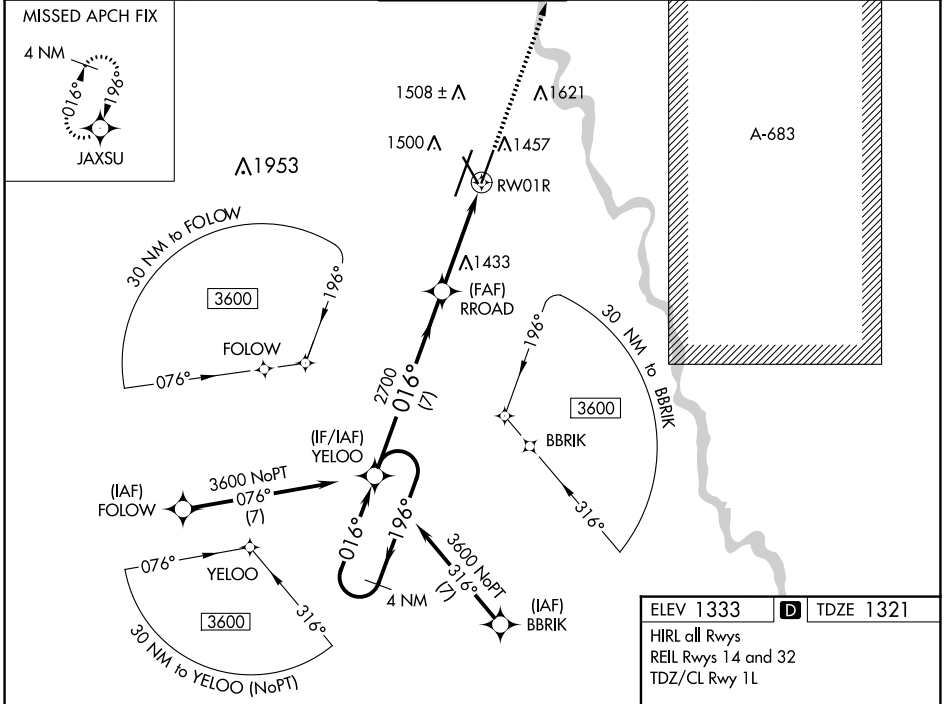 MISSED APCH FIX
4 NM
016°
196°
JAXSU
1508 ±
1621
1500
1457
1953
RW01R
A-683
30 NM to FOLOW
3600
196°
FOLOW
076°
1433
(FAF)
RROAD
30 NM to BBRIK
196°
3600
BBRIK
316°
2700
016°
(7)
(IF/IAF)
YELOO
(IAF)
FOLOW
3600 NoPT
076°
(7)
016°
196°
4 NM
3600 NoPT
316°
(7)
(IAF)
BBRIK
076°
YELOO
3600
316°
30 NM to YELOO (NoPT)
ELEV 1333 D TDZE 1321
HIRL all Rwys
REIL Rwys 14 and 32
TDZ/CL Rwy 1L